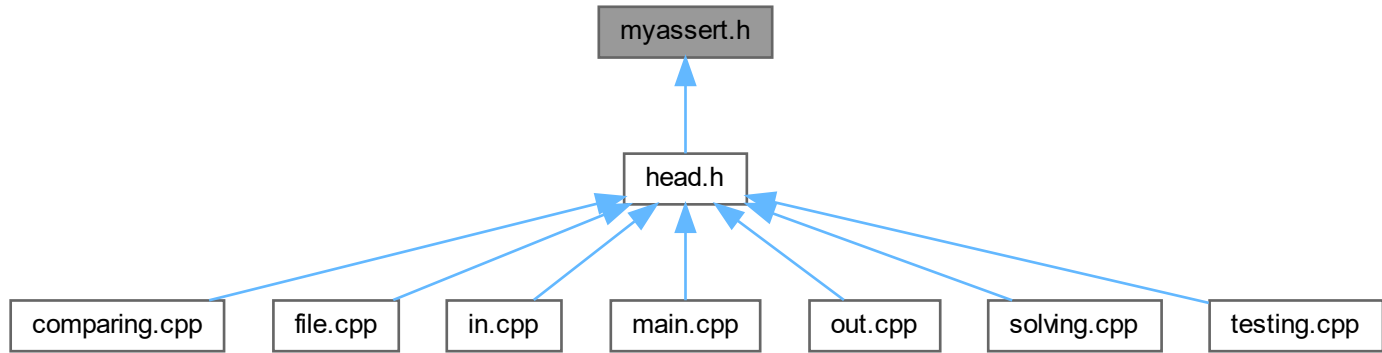 myassert.h
head.h
comparing.cpp
file.cpp
in.cpp
main.cpp
out.cpp
solving.cpp
testing.cpp